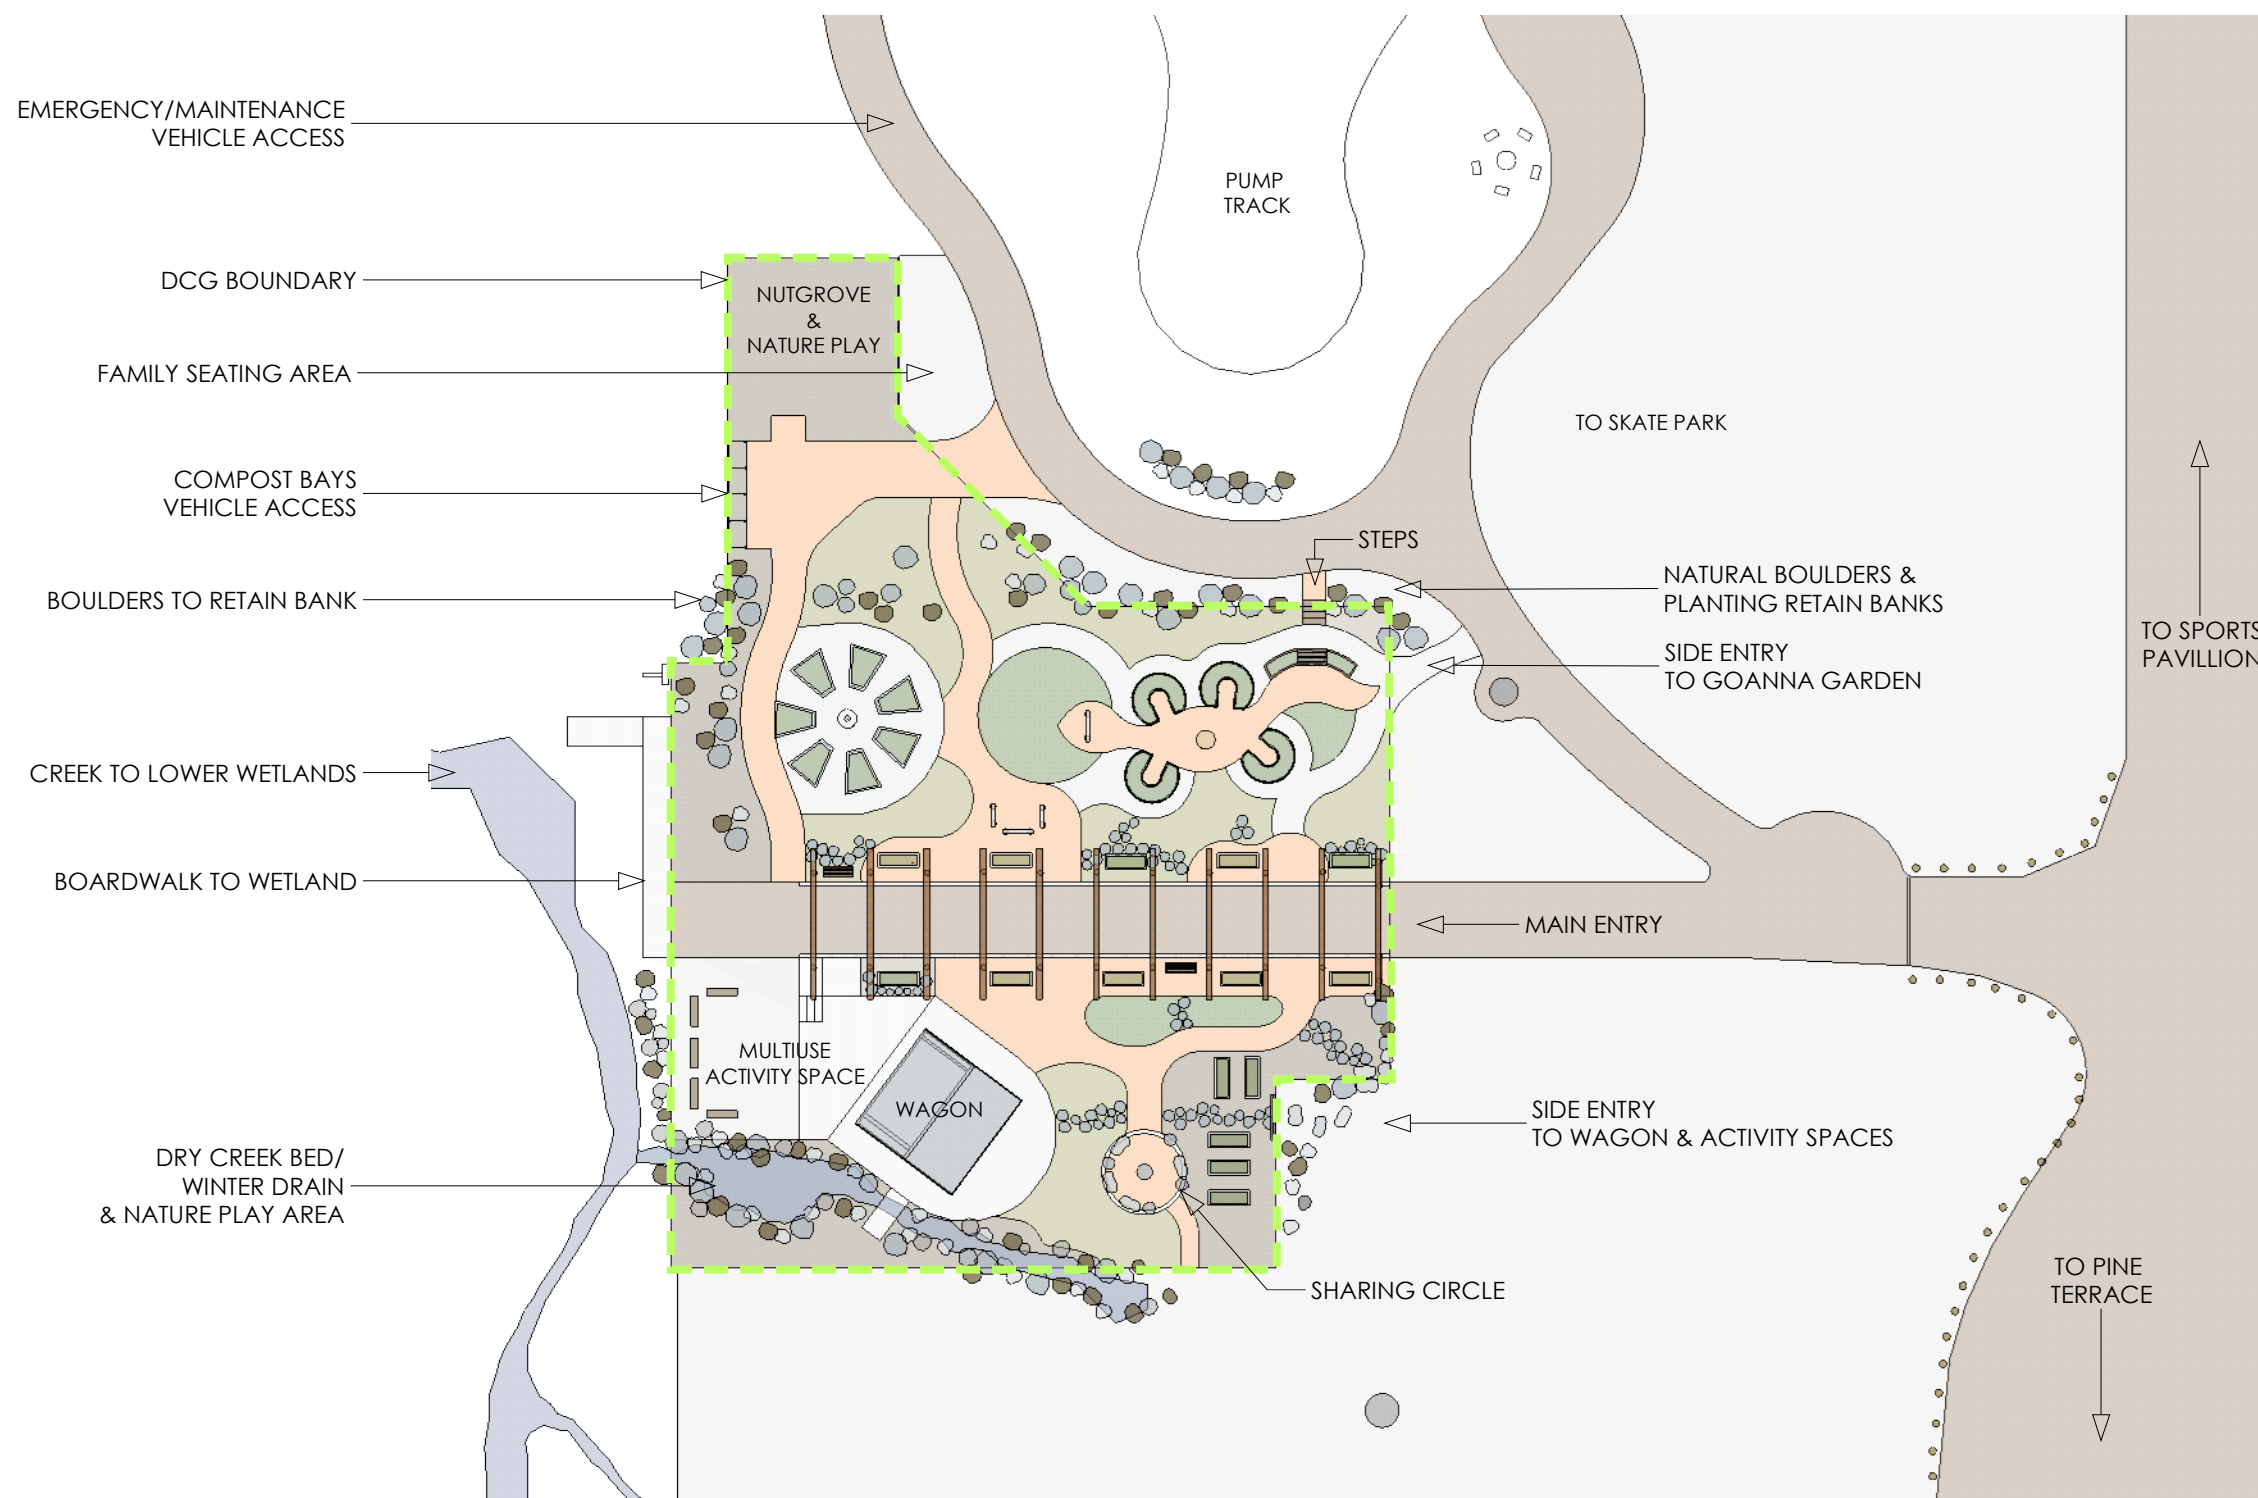 EMERGENCY/MAINTENANCE
VEHICLE ACCESS
PUMP
TRACK
DCG BOUNDARY
NUTGROVE
&
NATURE PLAY
FAMILY SEATING AREA
TO SKATE PARK
COMPOST BAYS
VEHICLE ACCESS
STEPS
NATURAL BOULDERS &
PLANTING RETAIN BANKS
BOULDERS TO RETAIN BANK
TO SPORTS
PAVILLION
SIDE ENTRY
TO GOANNA GARDEN
CREEK TO LOWER WETLANDS
BOARDWALK TO WETLAND
MAIN ENTRY
MULTIUSE
ACTIVITY SPACE
WAGON
SIDE ENTRY
TO WAGON & ACTIVITY SPACES
DRY CREEK BED/
WINTER DRAIN
& NATURE PLAY AREA
SHARING CIRCLE
TO PINE
TERRACE